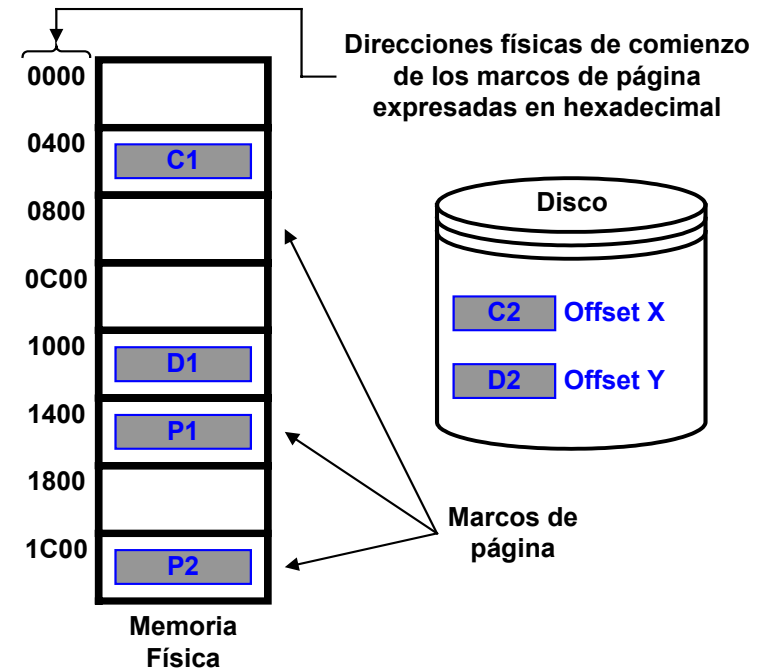 Direcciones físicas de comienzo
de los marcos de página
expresadas en hexadecimal
0000
0400
C1
0800
0C00
1000
D1
1400
P1
1800
1C00
P2
Memoria
Física
Disco
C2 Offset X
D2 Offset Y
Marcos de
página